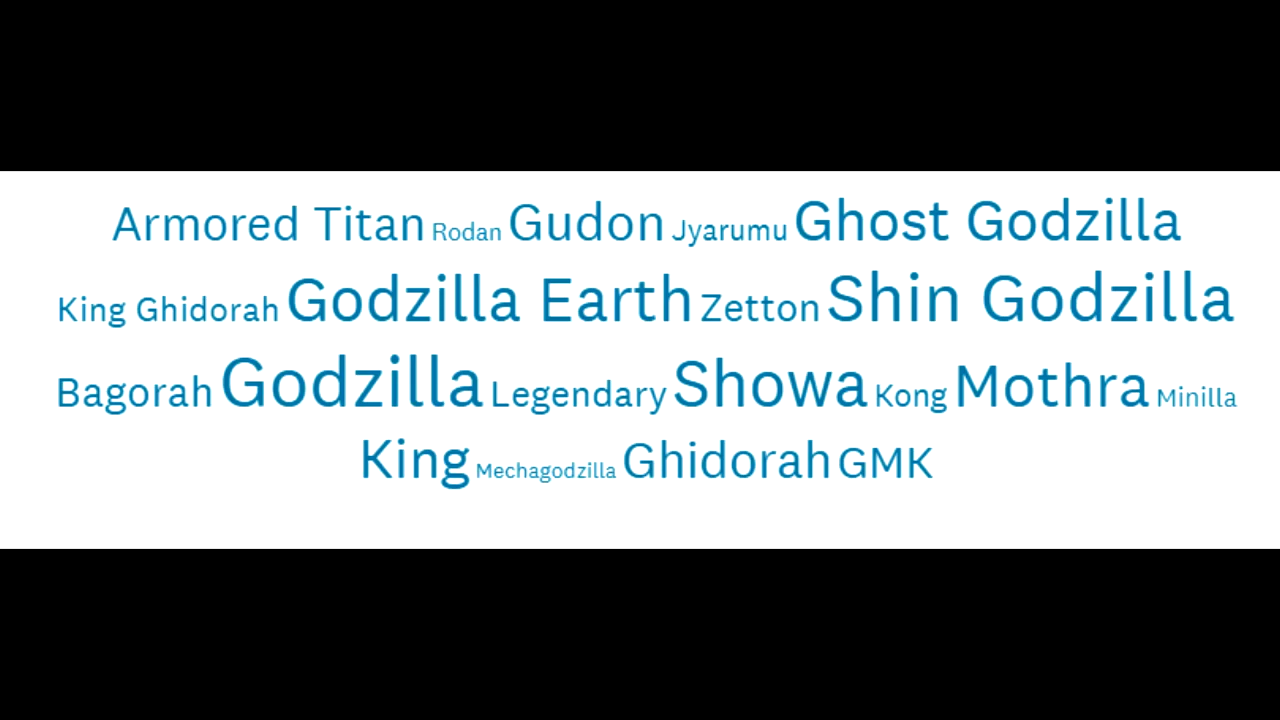 Armored Titan Rodan Gudon Jyarumu Ghost Godzilla
King Ghidorah Godzilla Earth Zetton Shin Godzilla
Bagorah Godzilla Legendary Showa Kong Mothra Minilla
King Mechagodzilla Ghidorah GMK